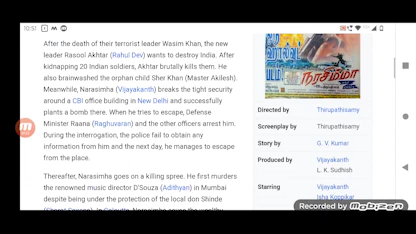 10:51
After the death of their terrorist leader Wasim Khan, the new
leader Rasool Akhtar (Rahul Dev) wants to destroy India. After
kidnapping 20 Indian soldiers, Akhtar brutally kills them. He
also brainwashed the orphan child Sher Khan (Master Akilesh).
Meanwhile, Narasimha (Vijayakanth) breaks the tight security
around a CBI office building in New Delhi and successfully
plants a bomb there. When he tries to escape, Defense
Minister Raana (Raghuvaran) and the other officers arrest him.
During the interrogation, the police fail to obtain
any information from him and the next day, he manages to escape
from the place.
Thereafter, Narasimha goes on a killing spree. He first murders
the renowned music director D'Souza (Adithyan) in Mumbai
despite being under the protection of the local don Shinde
நரசிம்மா
Directed by Thirupathisamy
Screenplay by Thirupathisamy
Story by G. V. Kumar
Produced by Vijayakanth
L. K. Sudhish
Starring Vijayakanth
Isha Koppikar
Recorded by MOBIZEN